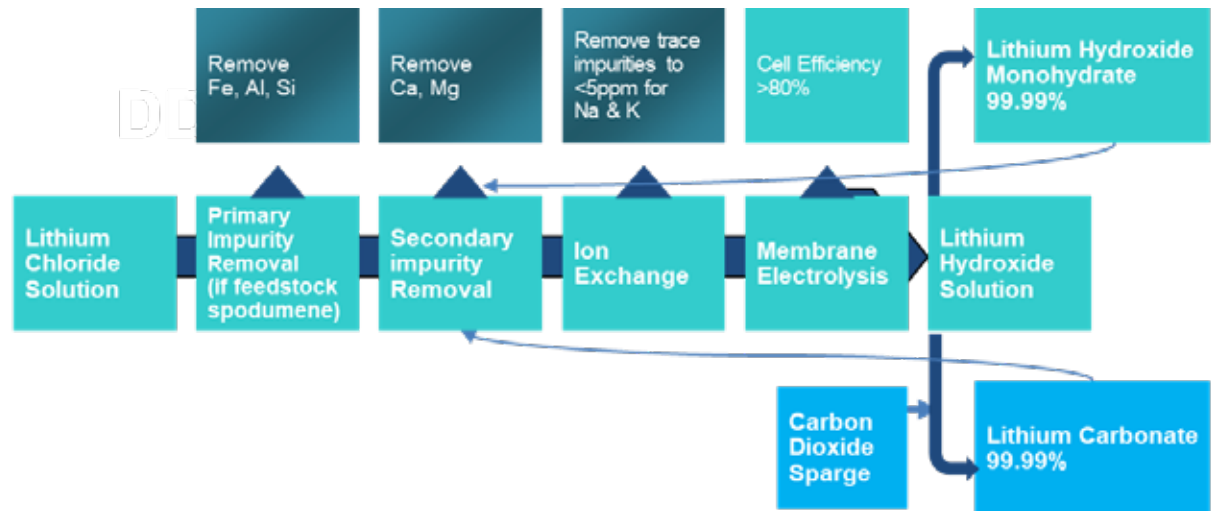 Remove
Fe, Al, Si
Remove
Ca, Mg
Remove trace
impurities to
<5ppm for
Na & K
Cell Efficiency
>80%
Lithium Hydroxide
Monohydrate
99.99%
DD
Lithium
Chloride
Solution
Primary
Impurity
Removal
(if feedstock
spodumene)
Secondary
impurity
Removal
Ion
Exchange
Membrane
Electrolysis
Lithium
Hydroxide
Solution
Carbon
Dioxide
Sparge
Lithium Carbonate
99.99%